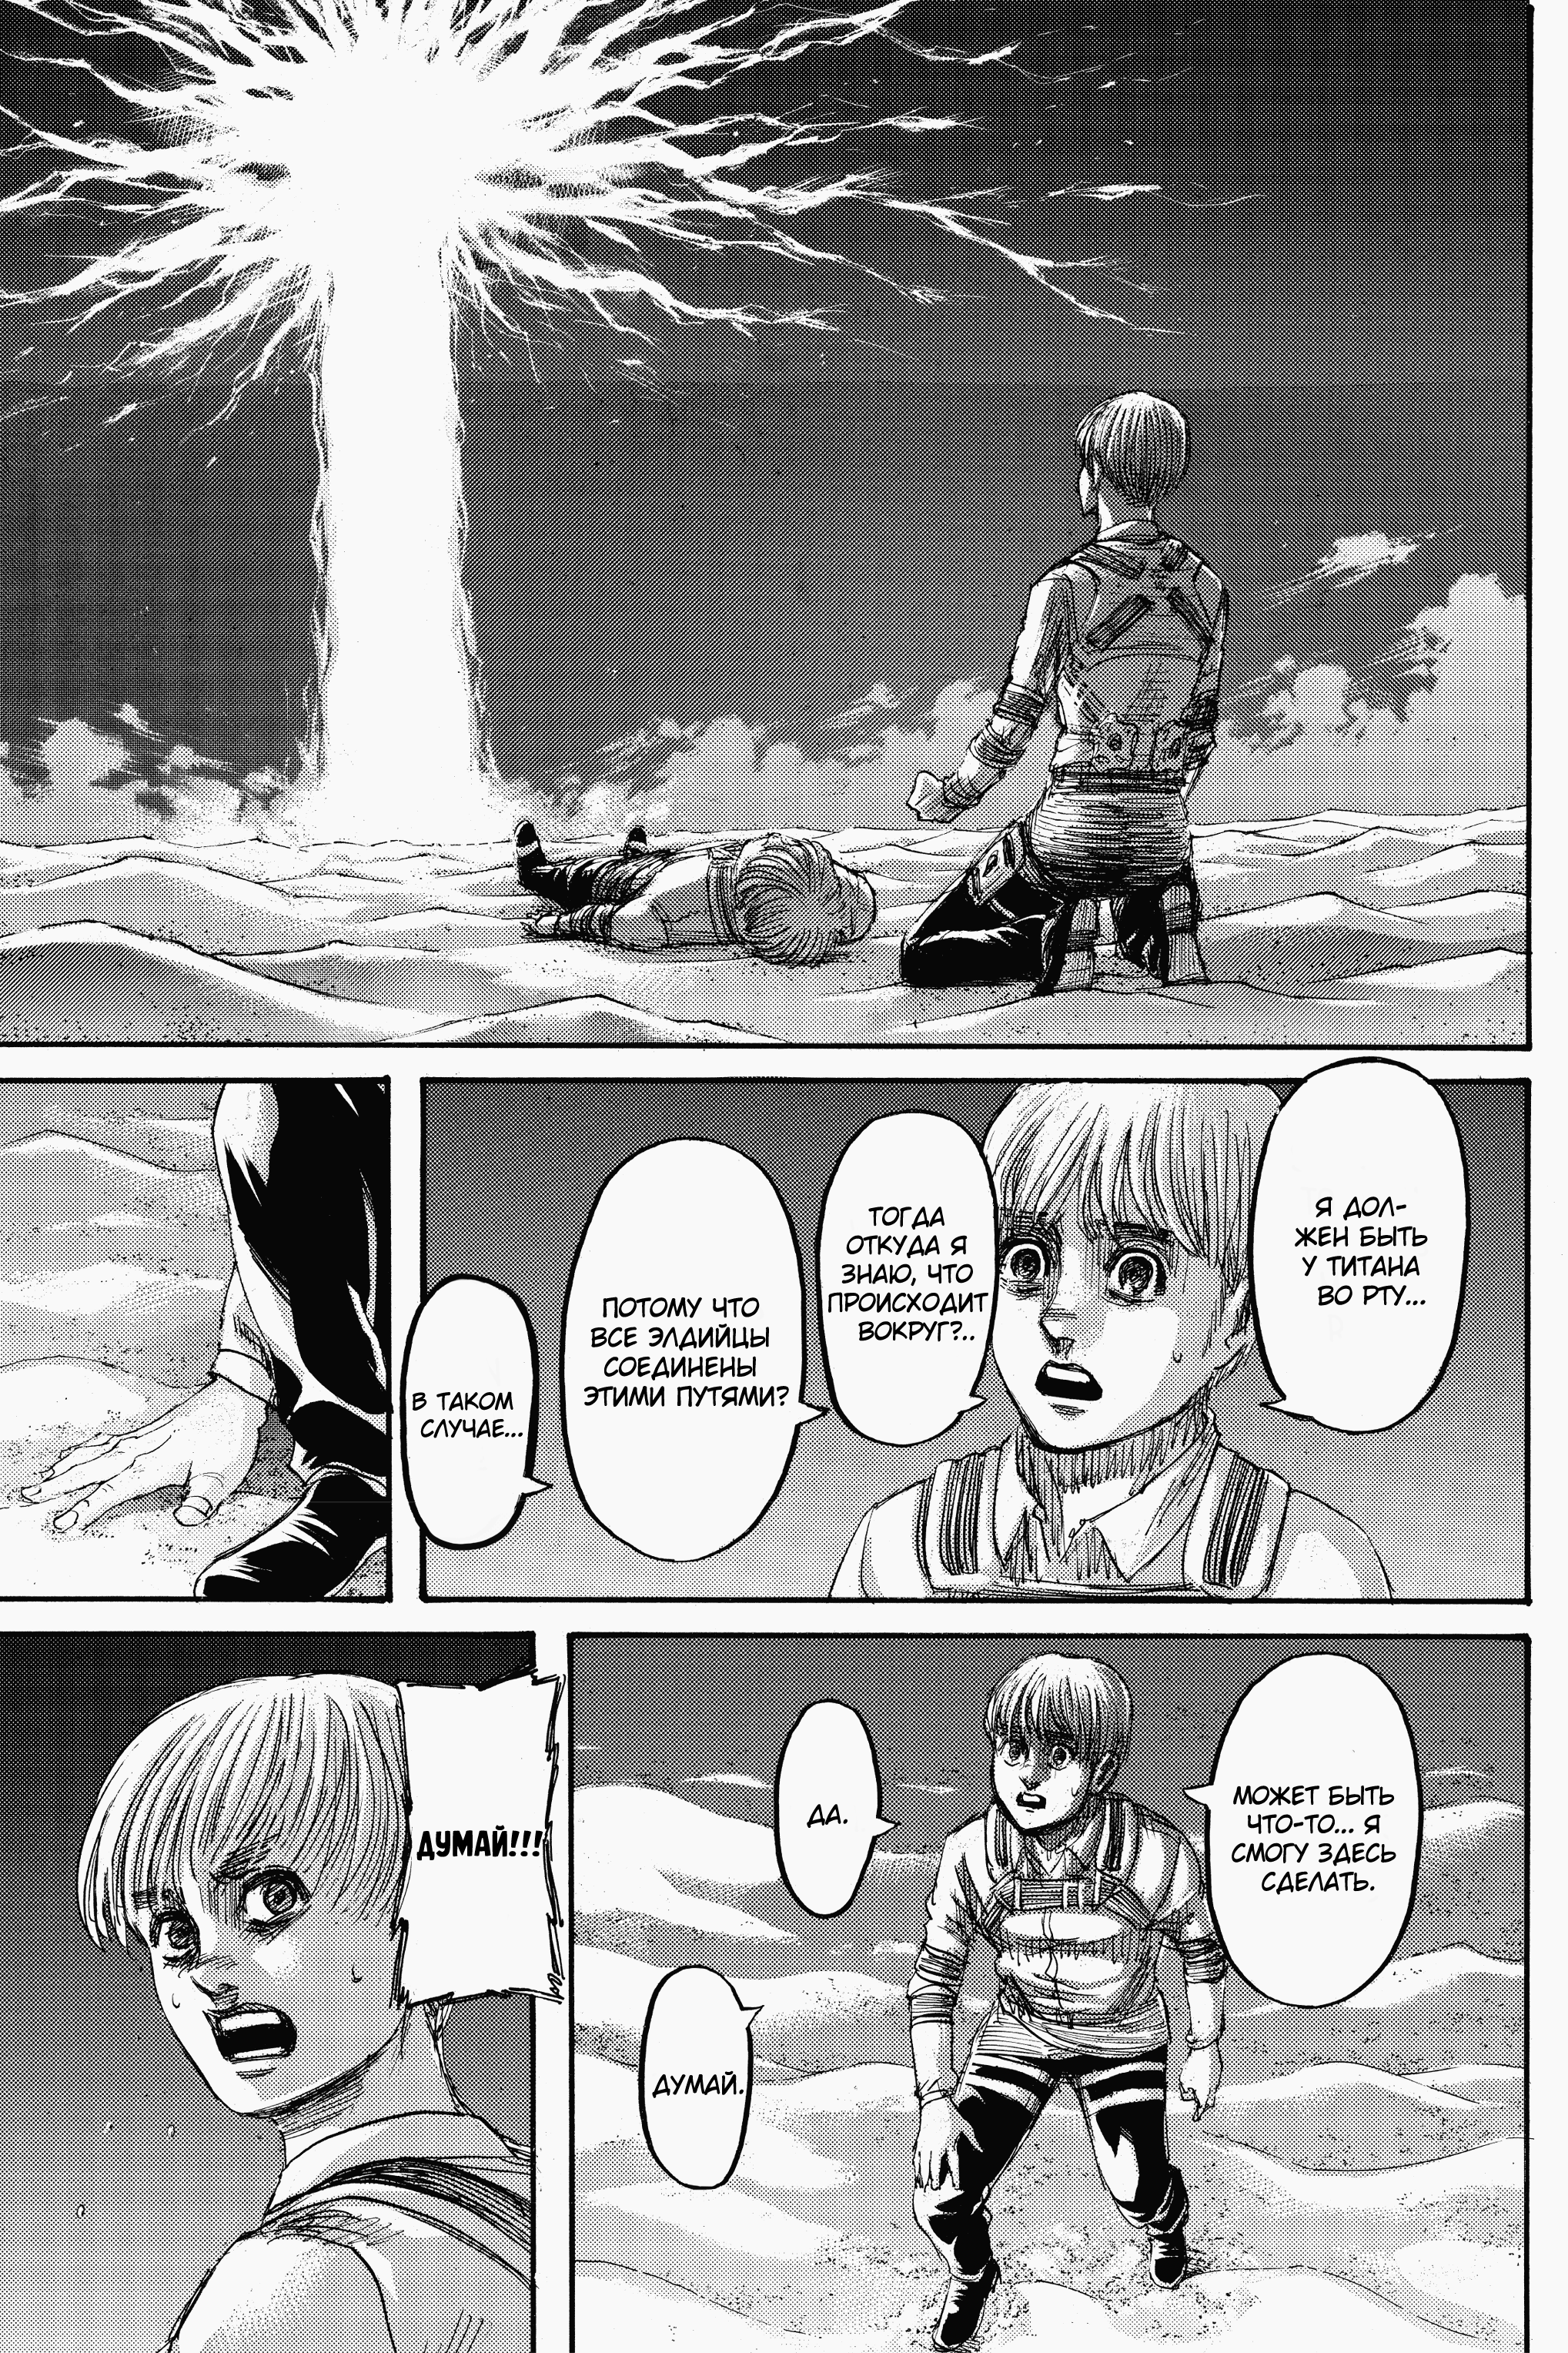 Я ДОЛ-
ЖЕН БЫТЬ
У ТИТАНА
ВО РТУ...
ТОГДА
ОТКУДА Я
ЗНАЮ, ЧТО
ПРОИСХОДИТ
ВОКРУГ?..
ПОТОМУ ЧТО
ВСЕ ЭЛДИЙЦЫ
СОЕДИНЕНЫ
ЭТИМИ ПУТЯМИ?
В ТАКОМ
СЛУЧАЕ...
МОЖЕТ БЫТЬ
ЧТО-ТО... Я
СМОГУ ЗДЕСЬ
СДЕЛАТЬ.
ДА.
ДУМАЙ.
ДУМАЙ!!!